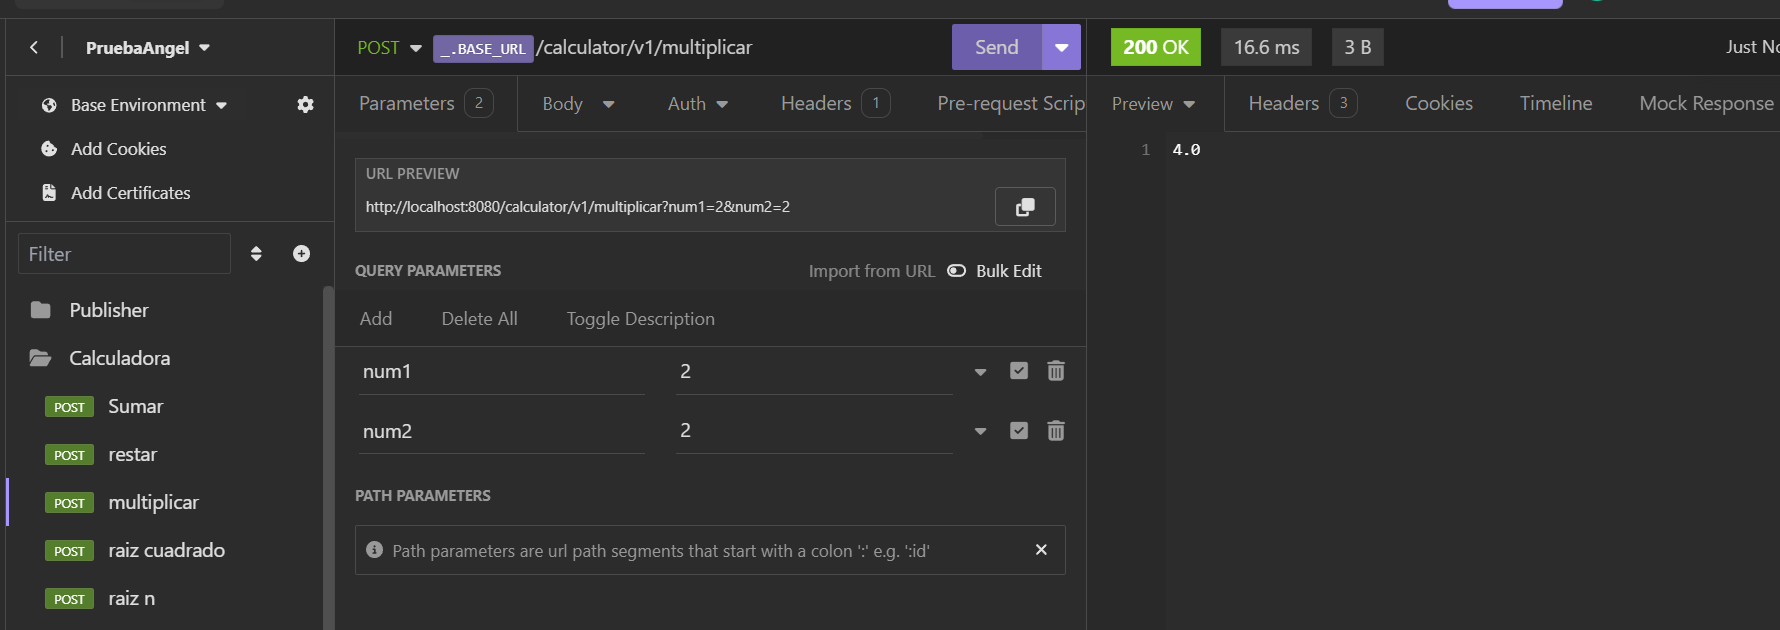 PruebaAngel
Base Environment
Add Cookies
Add Certificates
Filter
Publisher
Calculadora
POST Sumar
POST restar
POST multiplicar
POST raiz cuadrado
POST raiz n
POST _.BASE_URL /calculator/v1/multiplicar Send
Parameters 2 Body Auth Headers 1 Pre-request Scrip
URL PREVIEW
http://localhost:8080/calculator/v1/multiplicar?num1=2&num2=2
QUERY PARAMETERS Import from URL Bulk Edit
Add Delete All Toggle Description
num1 2
num2 2
PATH PARAMETERS
Path parameters are url path segments that start with a colon ':' e.g. ':id'
200 OK 16.6 ms 3 B Just No
Preview Headers 3 Cookies Timeline Mock Response
1 4.0